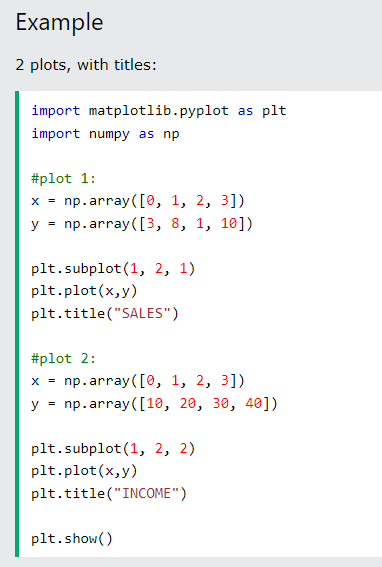 Example
2 plots, with titles:
import matplotlib.pyplot as plt
import numpy as np
#plot 1:
x = np.array([0, 1, 2, 3])
y = np.array([3, 8, 1, 10])
plt.subplot(1, 2, 1)
plt.plot(x,y)
plt.title("SALES")
#plot 2:
x = np.array([0, 1, 2, 3])
y = np.array([10, 20, 30, 40])
plt.subplot(1, 2, 2)
plt.plot(x,y)
plt.title("INCOME")
plt.show()